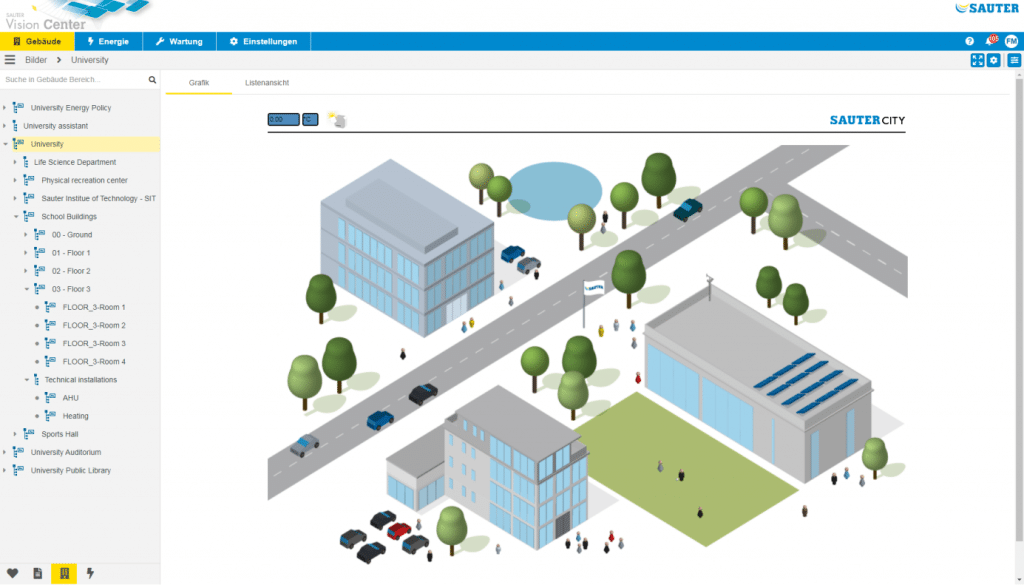 SAUTER
Vision Center
SAUTER
Gebäude
Energie
Wartung
Einstellungen
FM
Bilder
University
Suche in Gebäude Bereich...
Grafik
Listenansicht
University Energy Policy
University assistant
University
Life Science Department
Physical recreation center
Sauter Institue of Technology - SIT
School Buildings
00 - Ground
01 - Floor 1
02 - Floor 2
03 - Floor 3
FLOOR_3-Room 1
FLOOR_3-Room 2
FLOOR_3-Room 3
FLOOR_3-Room 4
Technical installations
AHU
Heating
Sports Hall
University Auditorium
University Public Library
0.00
°C
SAUTER CITY
SAUTER